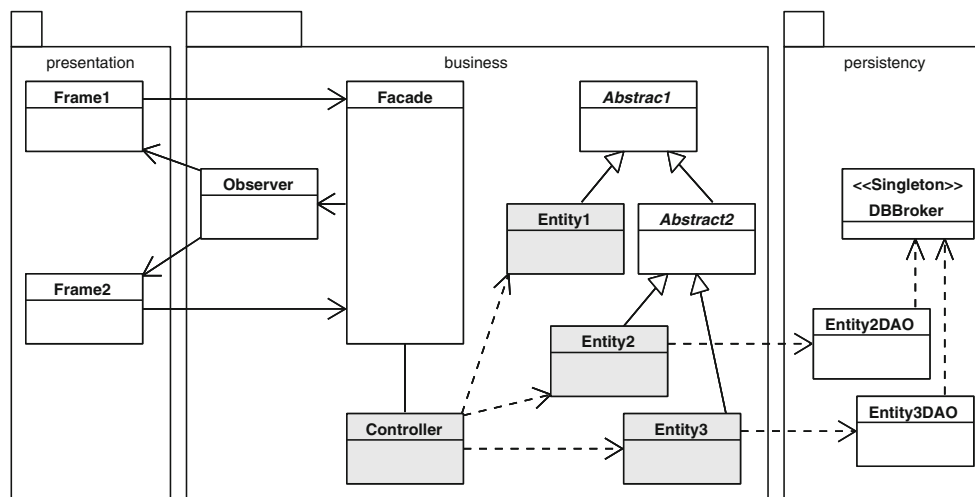 presentation
business
persistency
Frame1
Facade
Abstrac1
Observer
<<Singleton>>
DBBroker
Entity1
Abstract2
Frame2
Entity2
Entity2DAO
Controller
Entity3
Entity3DAO